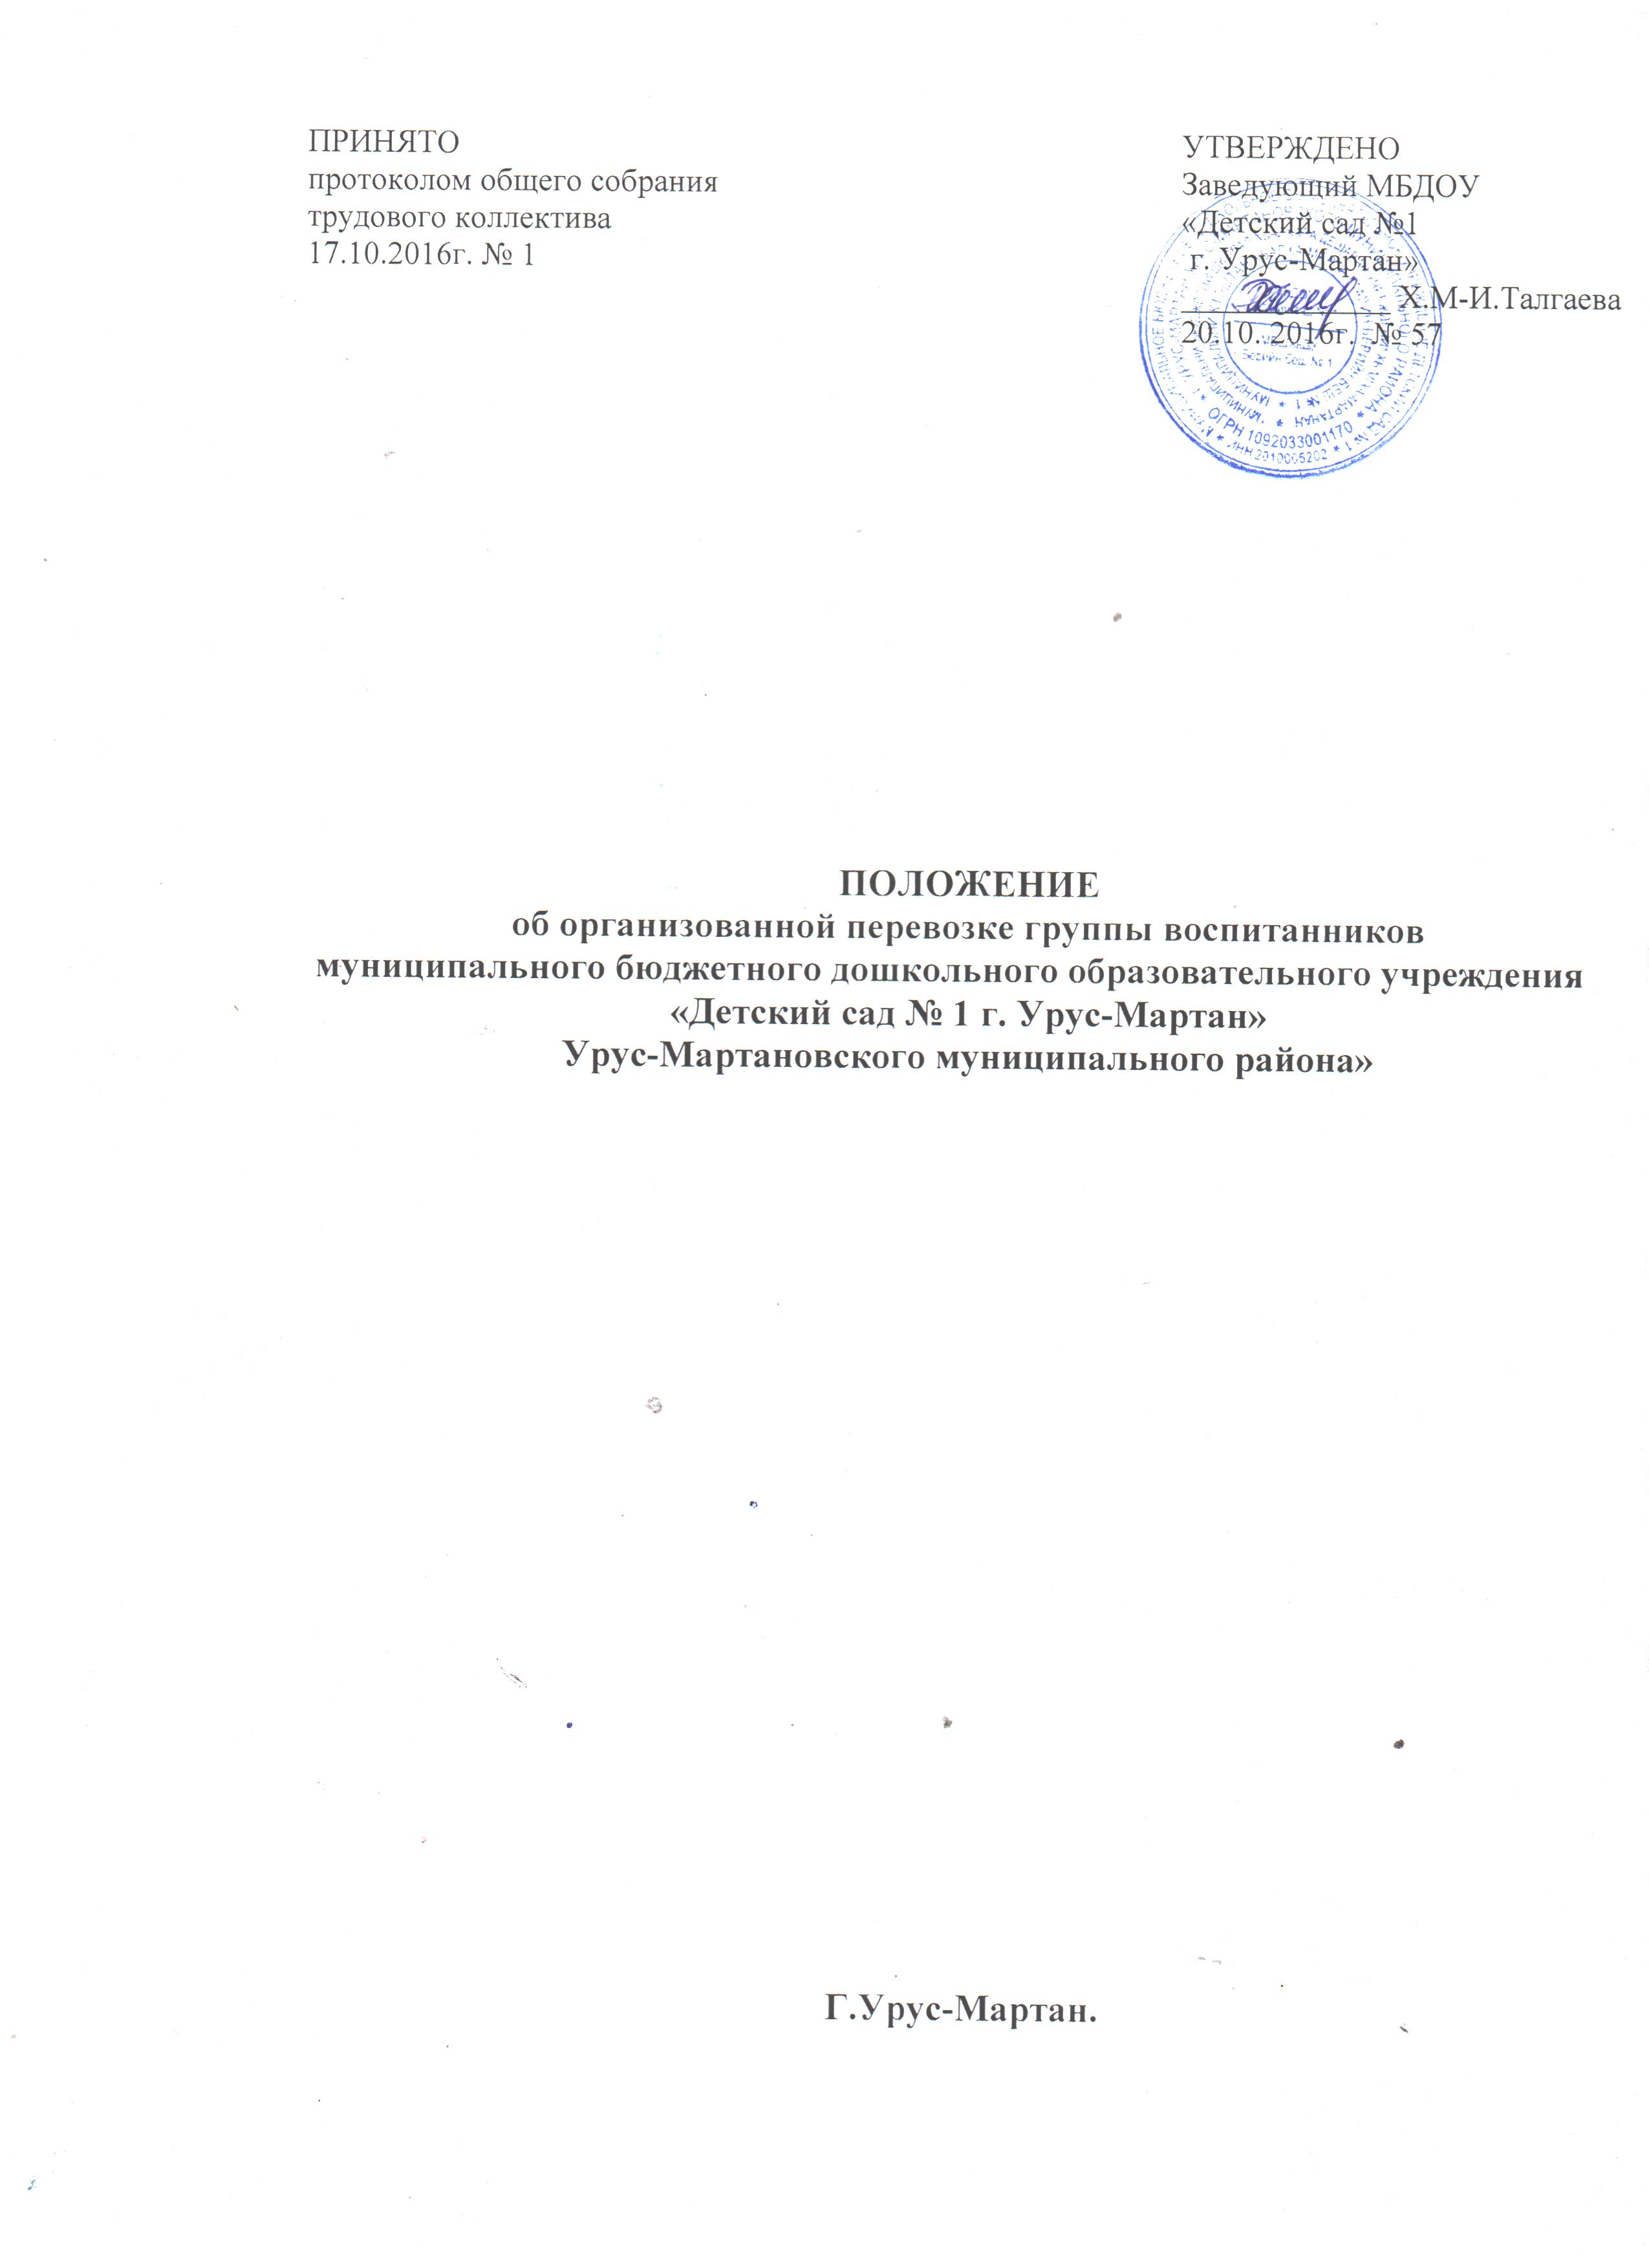 ПРИНЯТО
протоколом общего собрания
трудового коллектива
17.10.2016г. № 1
УТВЕРЖДЕНО
Заведующий МБДОУ
«Детский сад №1
г. Урус-Мартан»
Х.М-И.Талгаева
20.10. 2016г. № 57
ОГРН 1092033001170
ПОЛОЖЕНИЕ
об организованной перевозке группы воспитанников
муниципального бюджетного дошкольного образовательного учреждения
«Детский сад № 1 г. Урус-Мартан»
Урус-Мартановского муниципального района»
Г.Урус-Мартан.